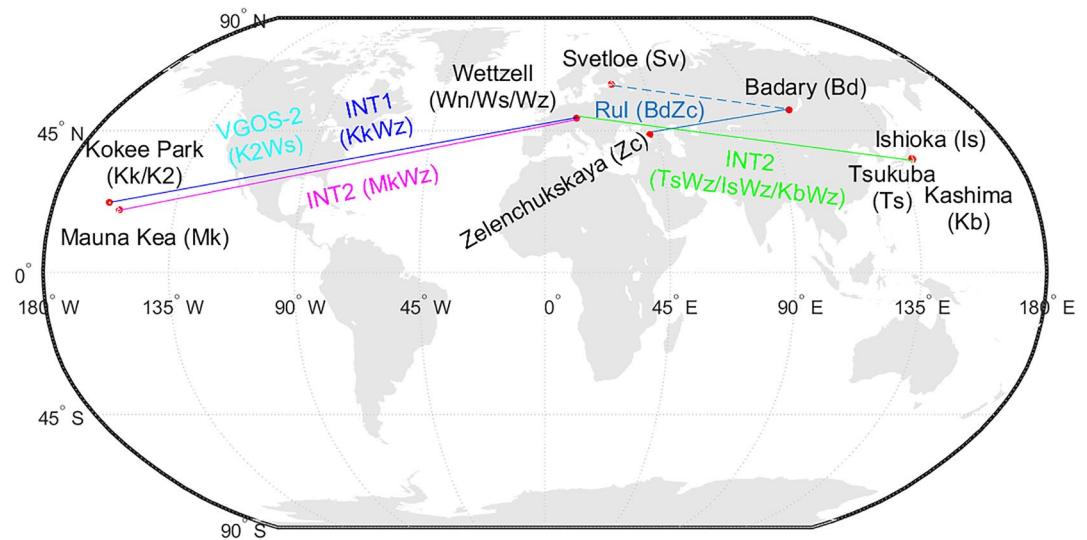 90° N
Svetloe (Sv)
Wettzell
(Wn/Ws/Wz)
Badary (Bd)
INT1
(KkWz)
VGOS-2
(K2Ws)
RuI (BdZc)
45° N
Kokee Park
(Kk/K2)
Ishioka (Is)
INT2
(TsWz/IsWz/KbWz)
Tsukuba
(Ts)
Kashima
(Kb)
INT2 (MkWz)
Zelenchukskaya (Zc)
Mauna Kea (Mk)
0°
180° W
135° W
90° W
45° W
0°
45° E
90° E
135° E
180° E
45° S
90° S